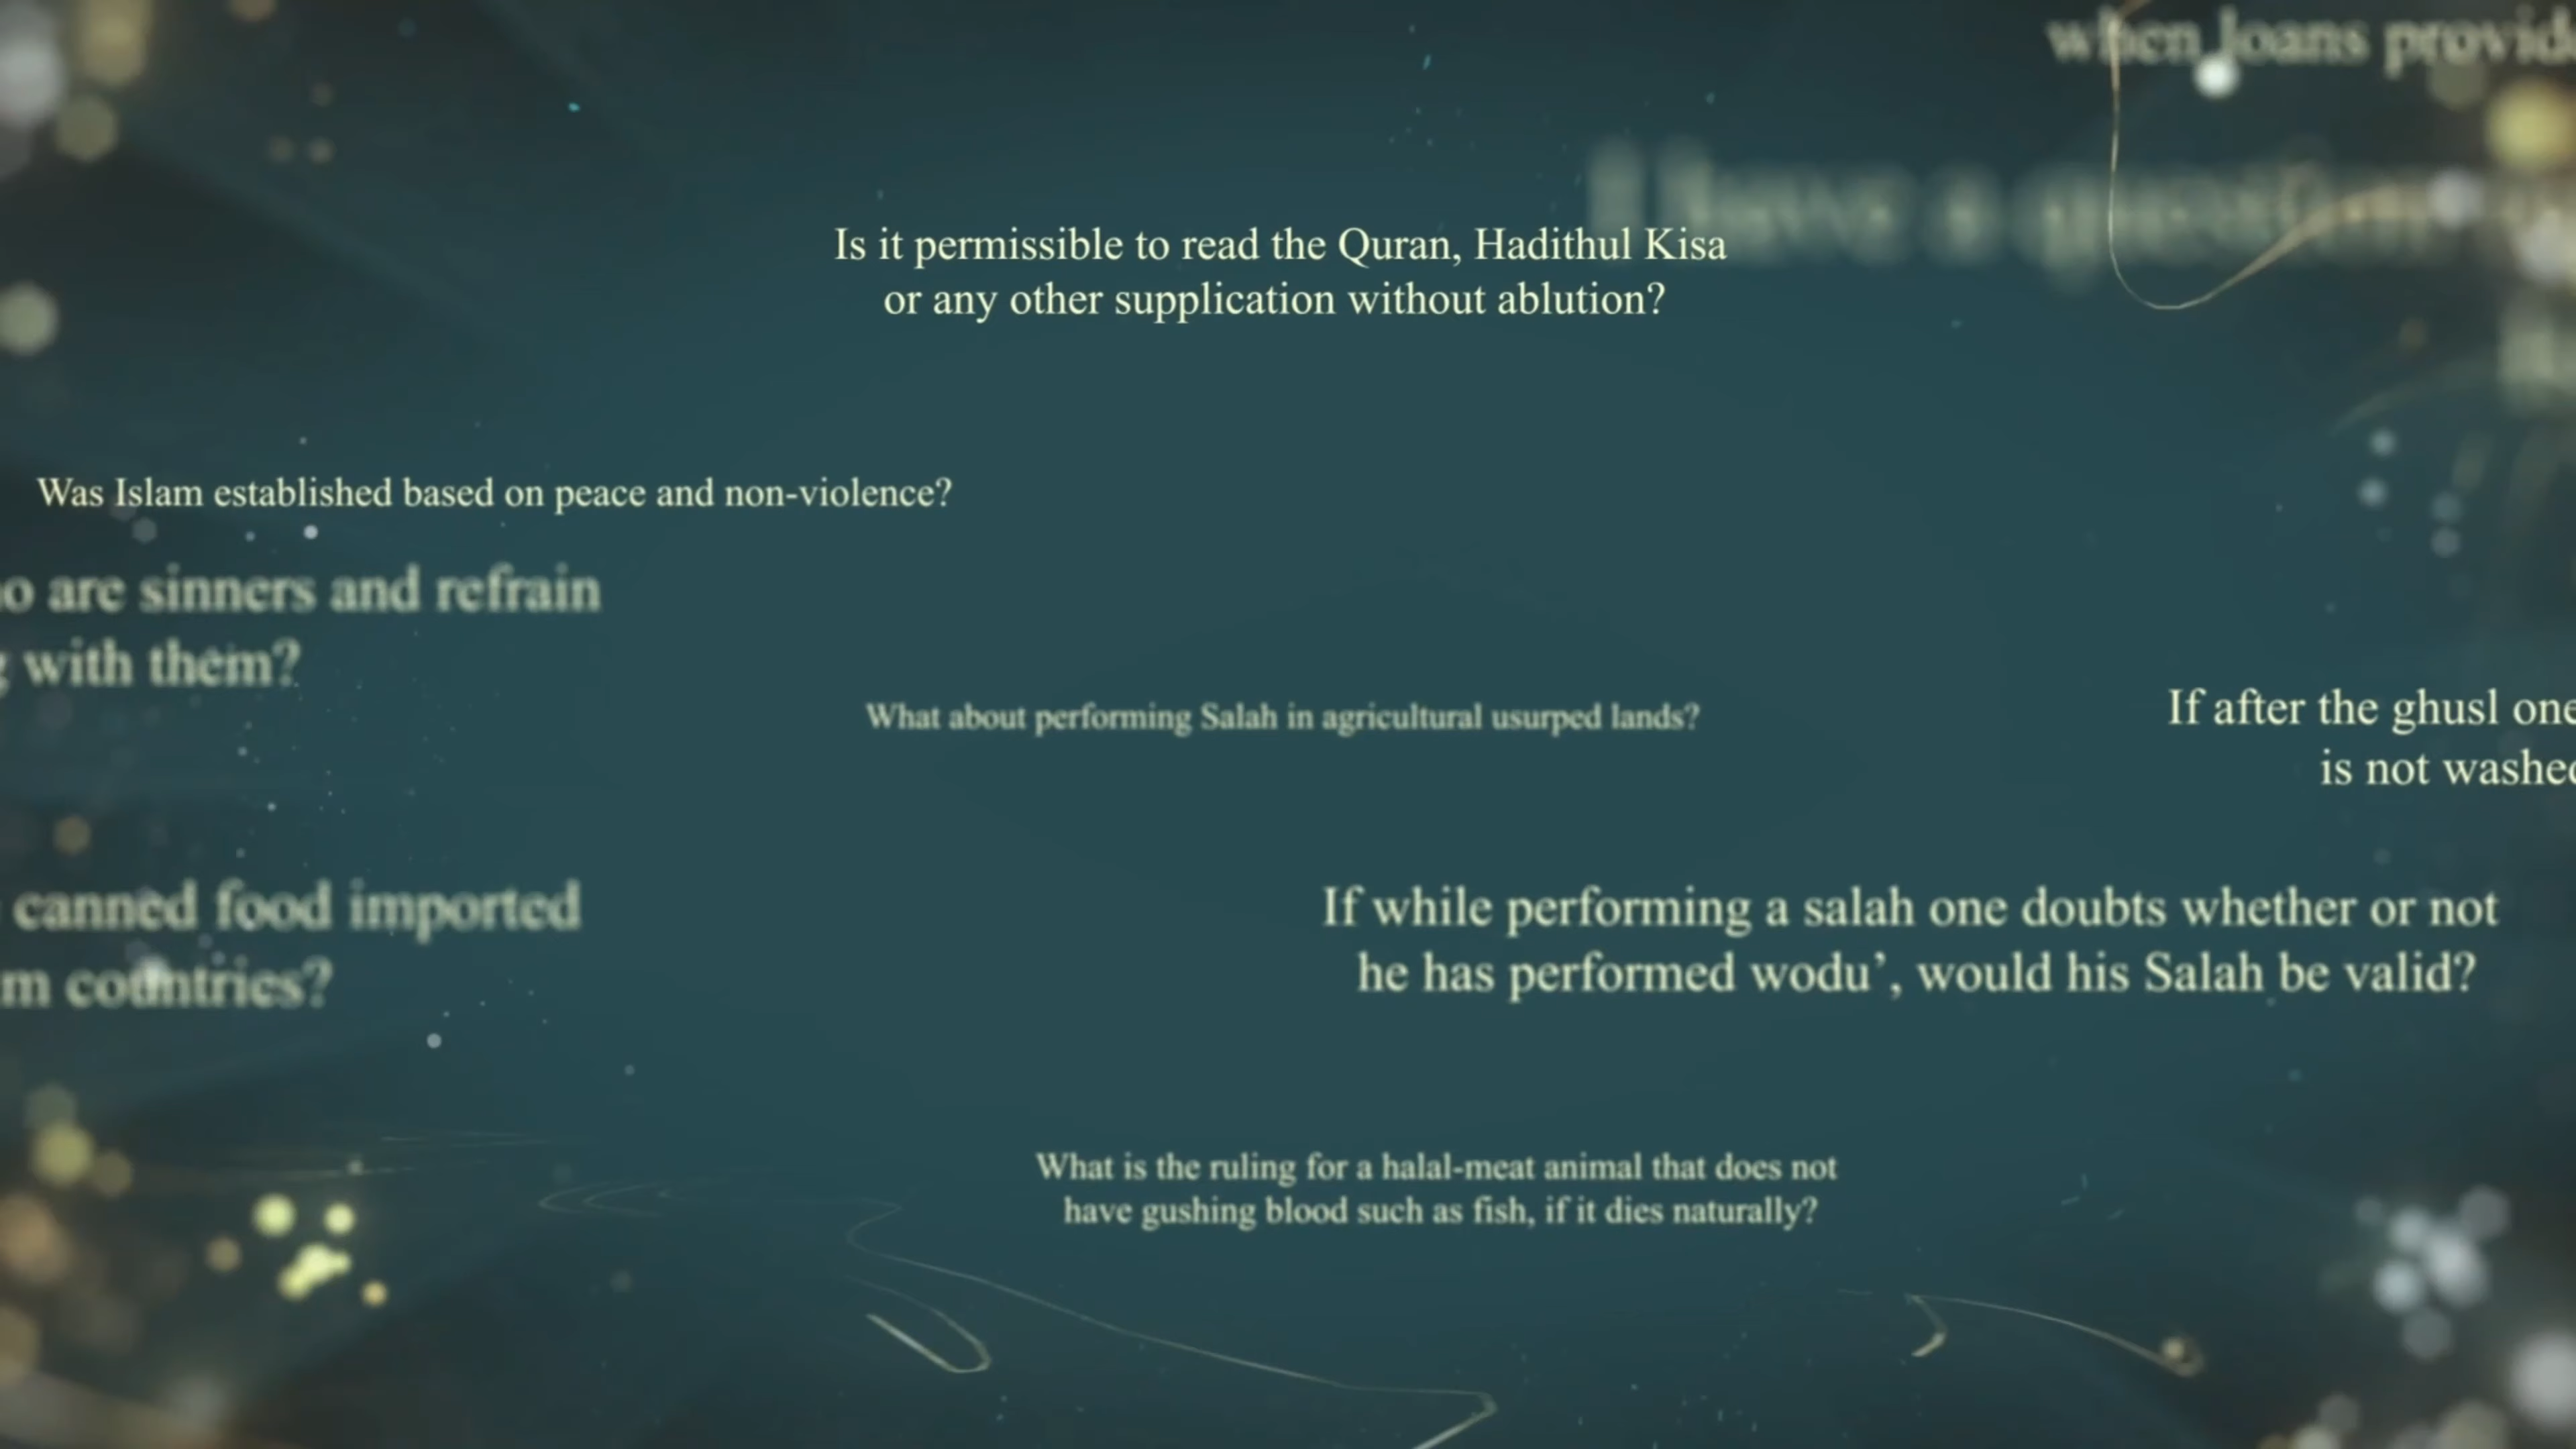 when loans provid
I have a question
Is it permissible to read the Quran, Hadithul Kisa
or any other supplication without ablution?
Was Islam established based on peace and non-violence?
o are sinners and refrain
g with them?
What about performing Salah in agricultural usurped lands?
If after the ghusl one
is not washed
canned food imported
m countries?
If while performing a salah one doubts whether or not
he has performed wodu’, would his Salah be valid?
What is the ruling for a halal-meat animal that does not
have gushing blood such as fish, if it dies naturally?